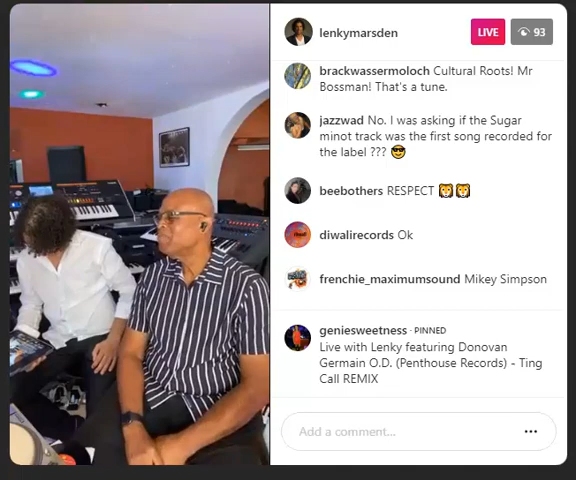 lenkymarsden
LIVE
93
brackwassermoloch Cultural Roots! Mr
Bossman! That's a tune.
jazzwad No. I was asking if the Sugar
minot track was the first song recorded for
the label ??? 😎
beebothers RESPECT 🦁🦁
diwalirecords Ok
frenchie_maximumsound Mikey Simpson
geniesweetness · PINNED
Live with Lenky featuring Donovan
Germain O.D. (Penthouse Records) - Ting
Call REMIX
Add a comment...